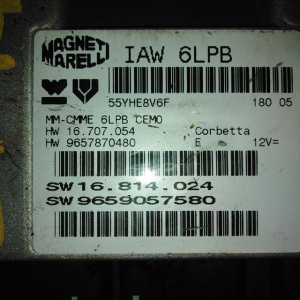 MAGNETI MARELLI
IAW 6LPB
55YHE8V6F 180 05
MM-CMME 6LPB CEMO
HW 16.707.054 Corbetta
HW 9657870480 E 12V=
SW16.814.024
SW9659057580